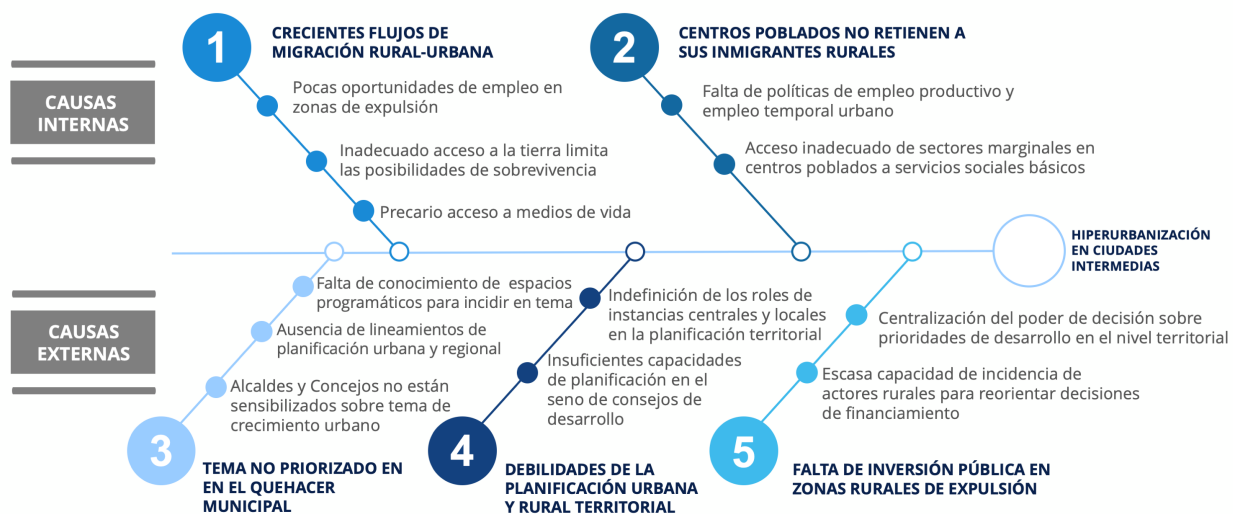 CAUSAS
INTERNAS
1
CRECIENTES FLUJOS DE
MIGRACIÓN RURAL-URBANA
Pocas oportunidades de empleo en
zonas de expulsión
Inadecuado acceso a la tierra limita
las posibilidades de sobrevivencia
Precario acceso a medios de vida
2
CENTROS POBLADOS NO RETIENEN A
SUS INMIGRANTES RURALES
Falta de políticas de empleo productivo y
empleo temporal urbano
Acceso inadecuado de sectores marginales en
centros poblados a servicios sociales básicos
HIPERURBANIZACIÓN
EN CIUDADES
INTERMEDIAS
CAUSAS
EXTERNAS
Falta de conocimiento de espacios
programáticos para incidir en tema
Ausencia de lineamientos de
planificación urbana y regional
Alcaldes y Concejos no están
sensibilizados sobre tema de
crecimiento urbano
3
TEMA NO PRIORIZADO EN
EN EL QUEHACER
MUNICIPAL
Indefinición de los roles de
instancias centrales y locales
en la planificación territorial
Insuficientes capacidades
de planificación en el
seno de consejos de
desarrollo
4
DEBILIDADES DE LA
PLANIFICACIÓN URBANA
Y RURAL TERRITORIAL
Centralización del poder de decisión sobre
prioridades de desarrollo en el nivel territorial
Escasa capacidad de incidencia de
actores rurales para reorientar decisiones
de financiamiento
5
FALTA DE INVERSIÓN PÚBLICA EN
ZONAS RURALES DE EXPULSIÓN